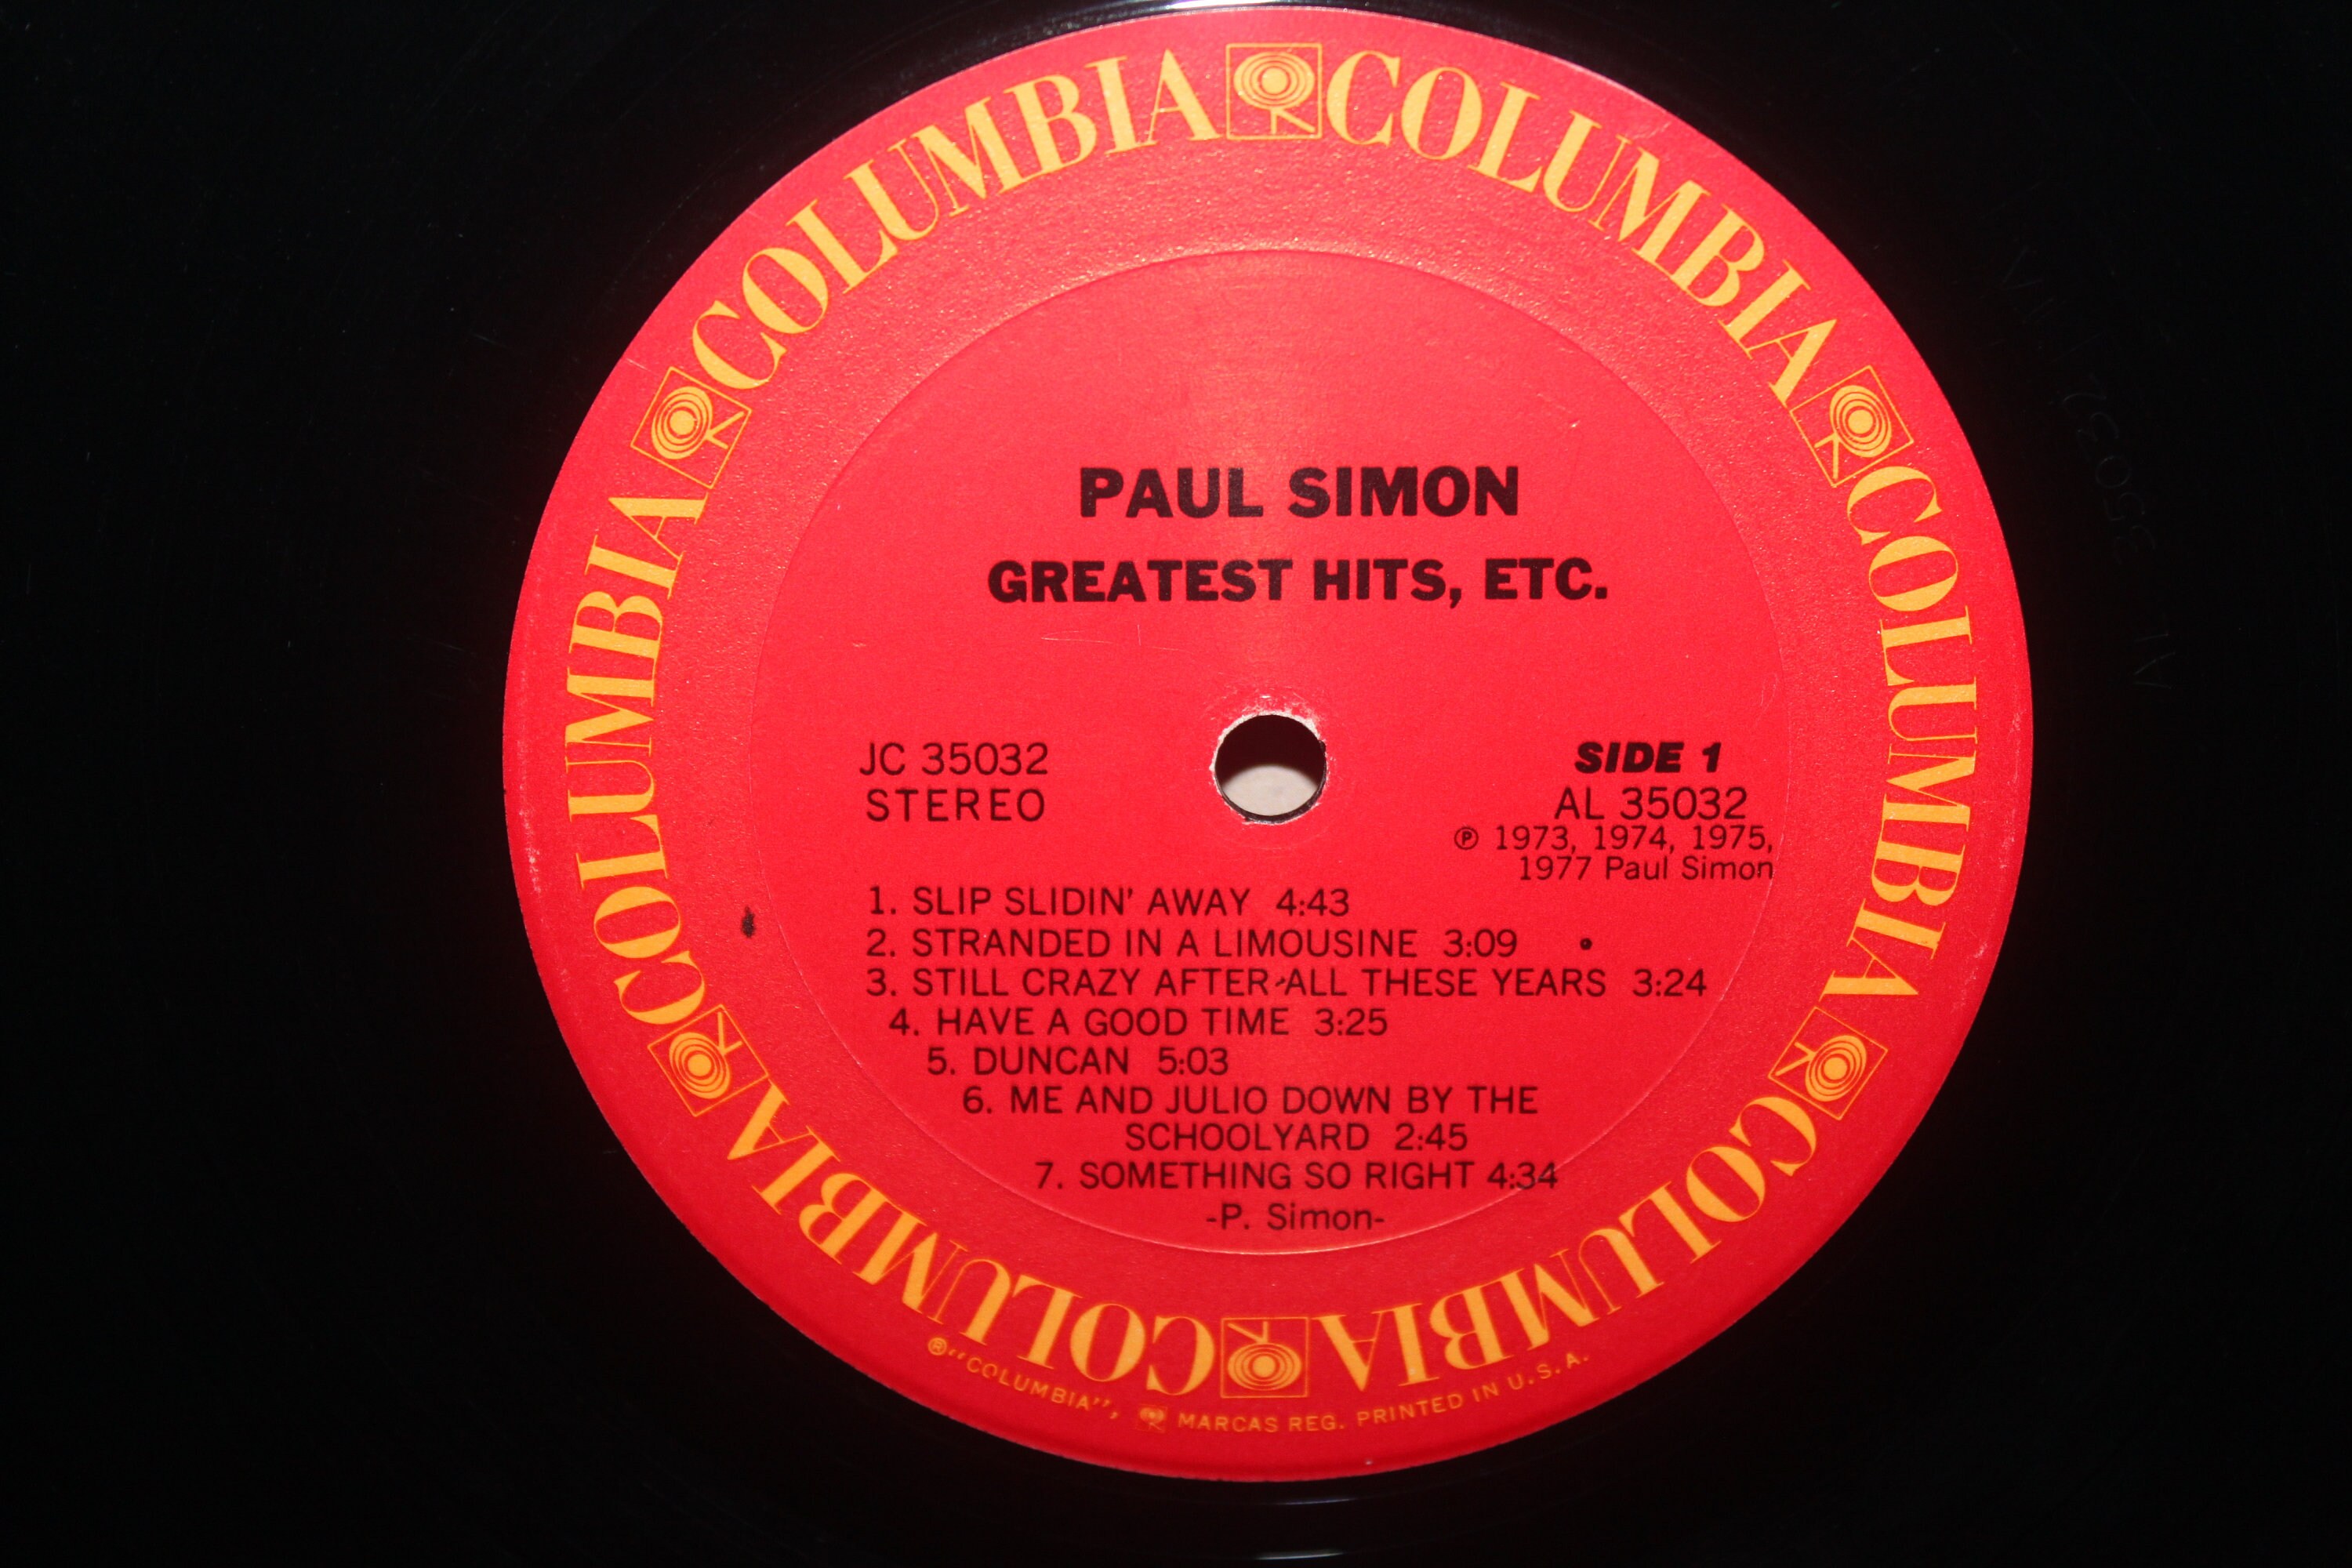 COLUMBIA COLUMBIA COLUMBIA COLUMBIA COLUMBIA COLUMBIA
PAUL SIMON
GREATEST HITS, ETC.
JC 35032
STEREO
SIDE 1
AL 35032
℗ 1973, 1974, 1975,
1977 Paul Simon
1. SLIP SLIDIN' AWAY 4:43
2. STRANDED IN A LIMOUSINE 3:09
3. STILL CRAZY AFTER ALL THESE YEARS 3:24
4. HAVE A GOOD TIME 3:25
5. DUNCAN 5:03
6. ME AND JULIO DOWN BY THE
SCHOOLYARD 2:45
7. SOMETHING SO RIGHT 4:34
-P. Simon-
® "COLUMBIA", MARCAS REG. PRINTED IN U.S.A.